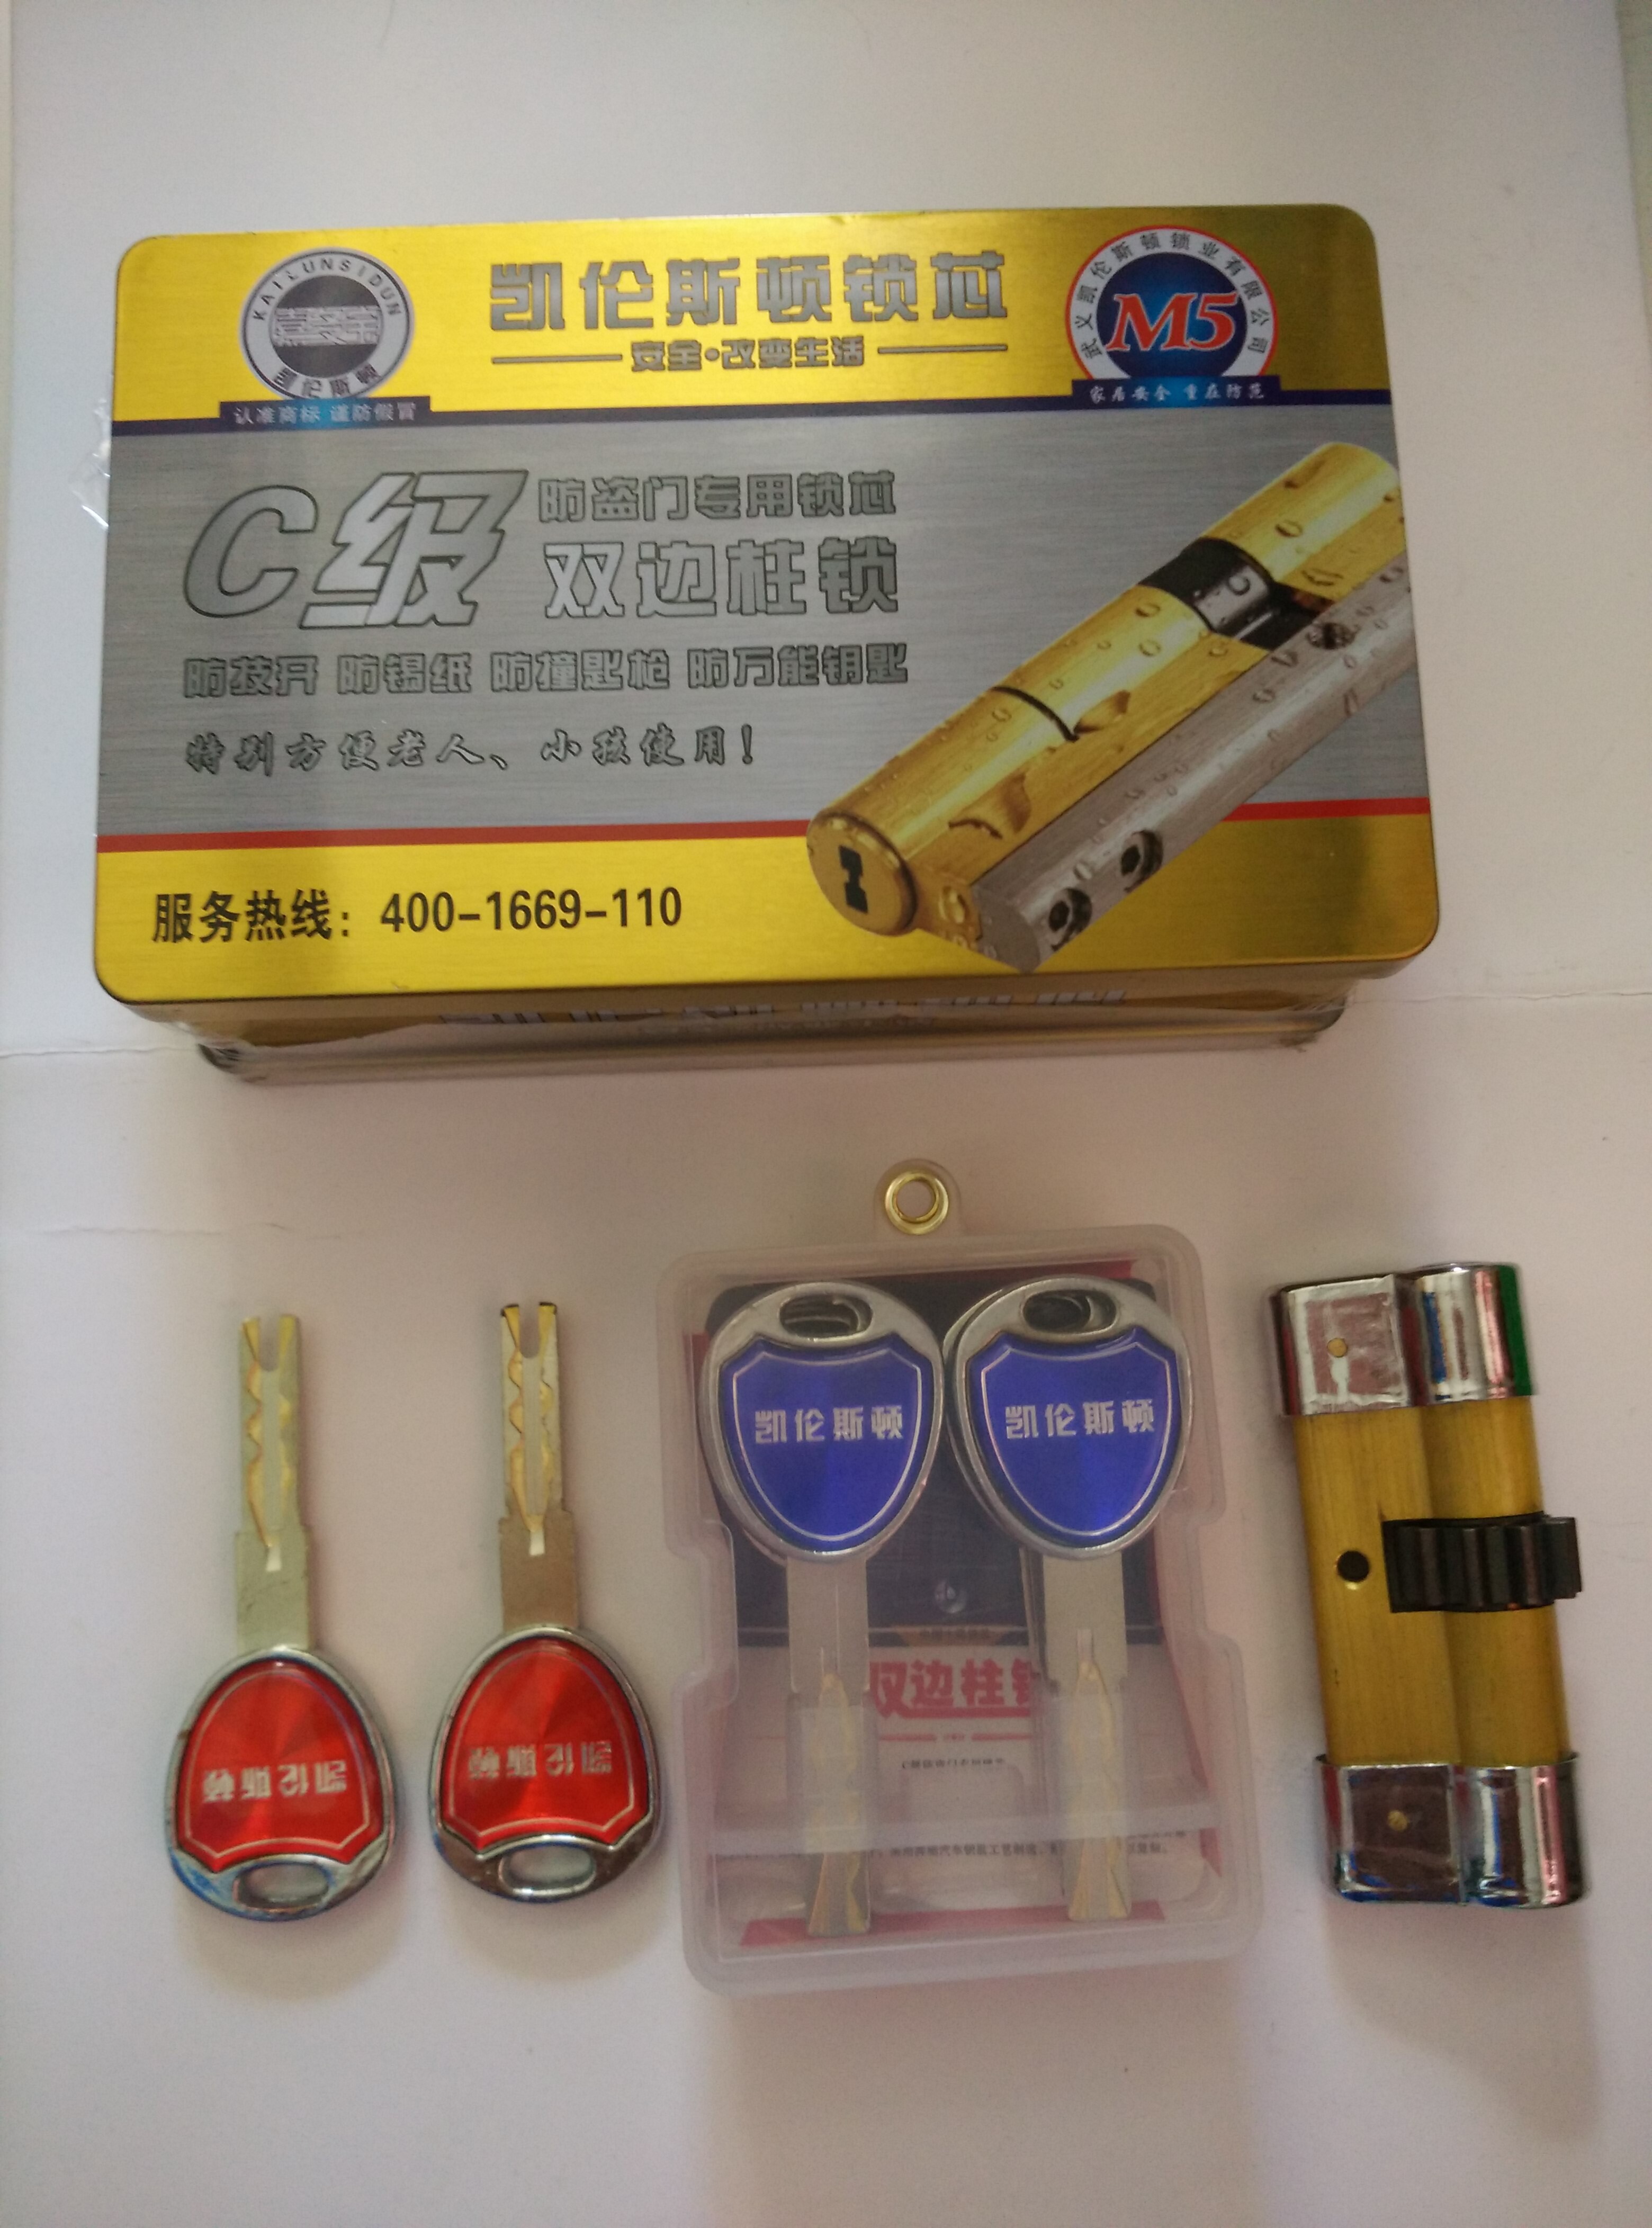 KAILUNSIDUN
凯伦斯顿
认准商标 谨防假冒
凯伦斯顿锁芯
安全·改变生活
武义凯伦斯顿锁业有限公司
M5
家居安全 重在防范
C级
防盗门专用锁芯
双边柱锁
防技开 防锡纸 防撞匙枪 防万能钥匙
特别方便老人、小孩使用!
服务热线：400-1669-110
凯伦斯顿
凯伦斯顿
凯伦斯顿
凯伦斯顿
双边柱